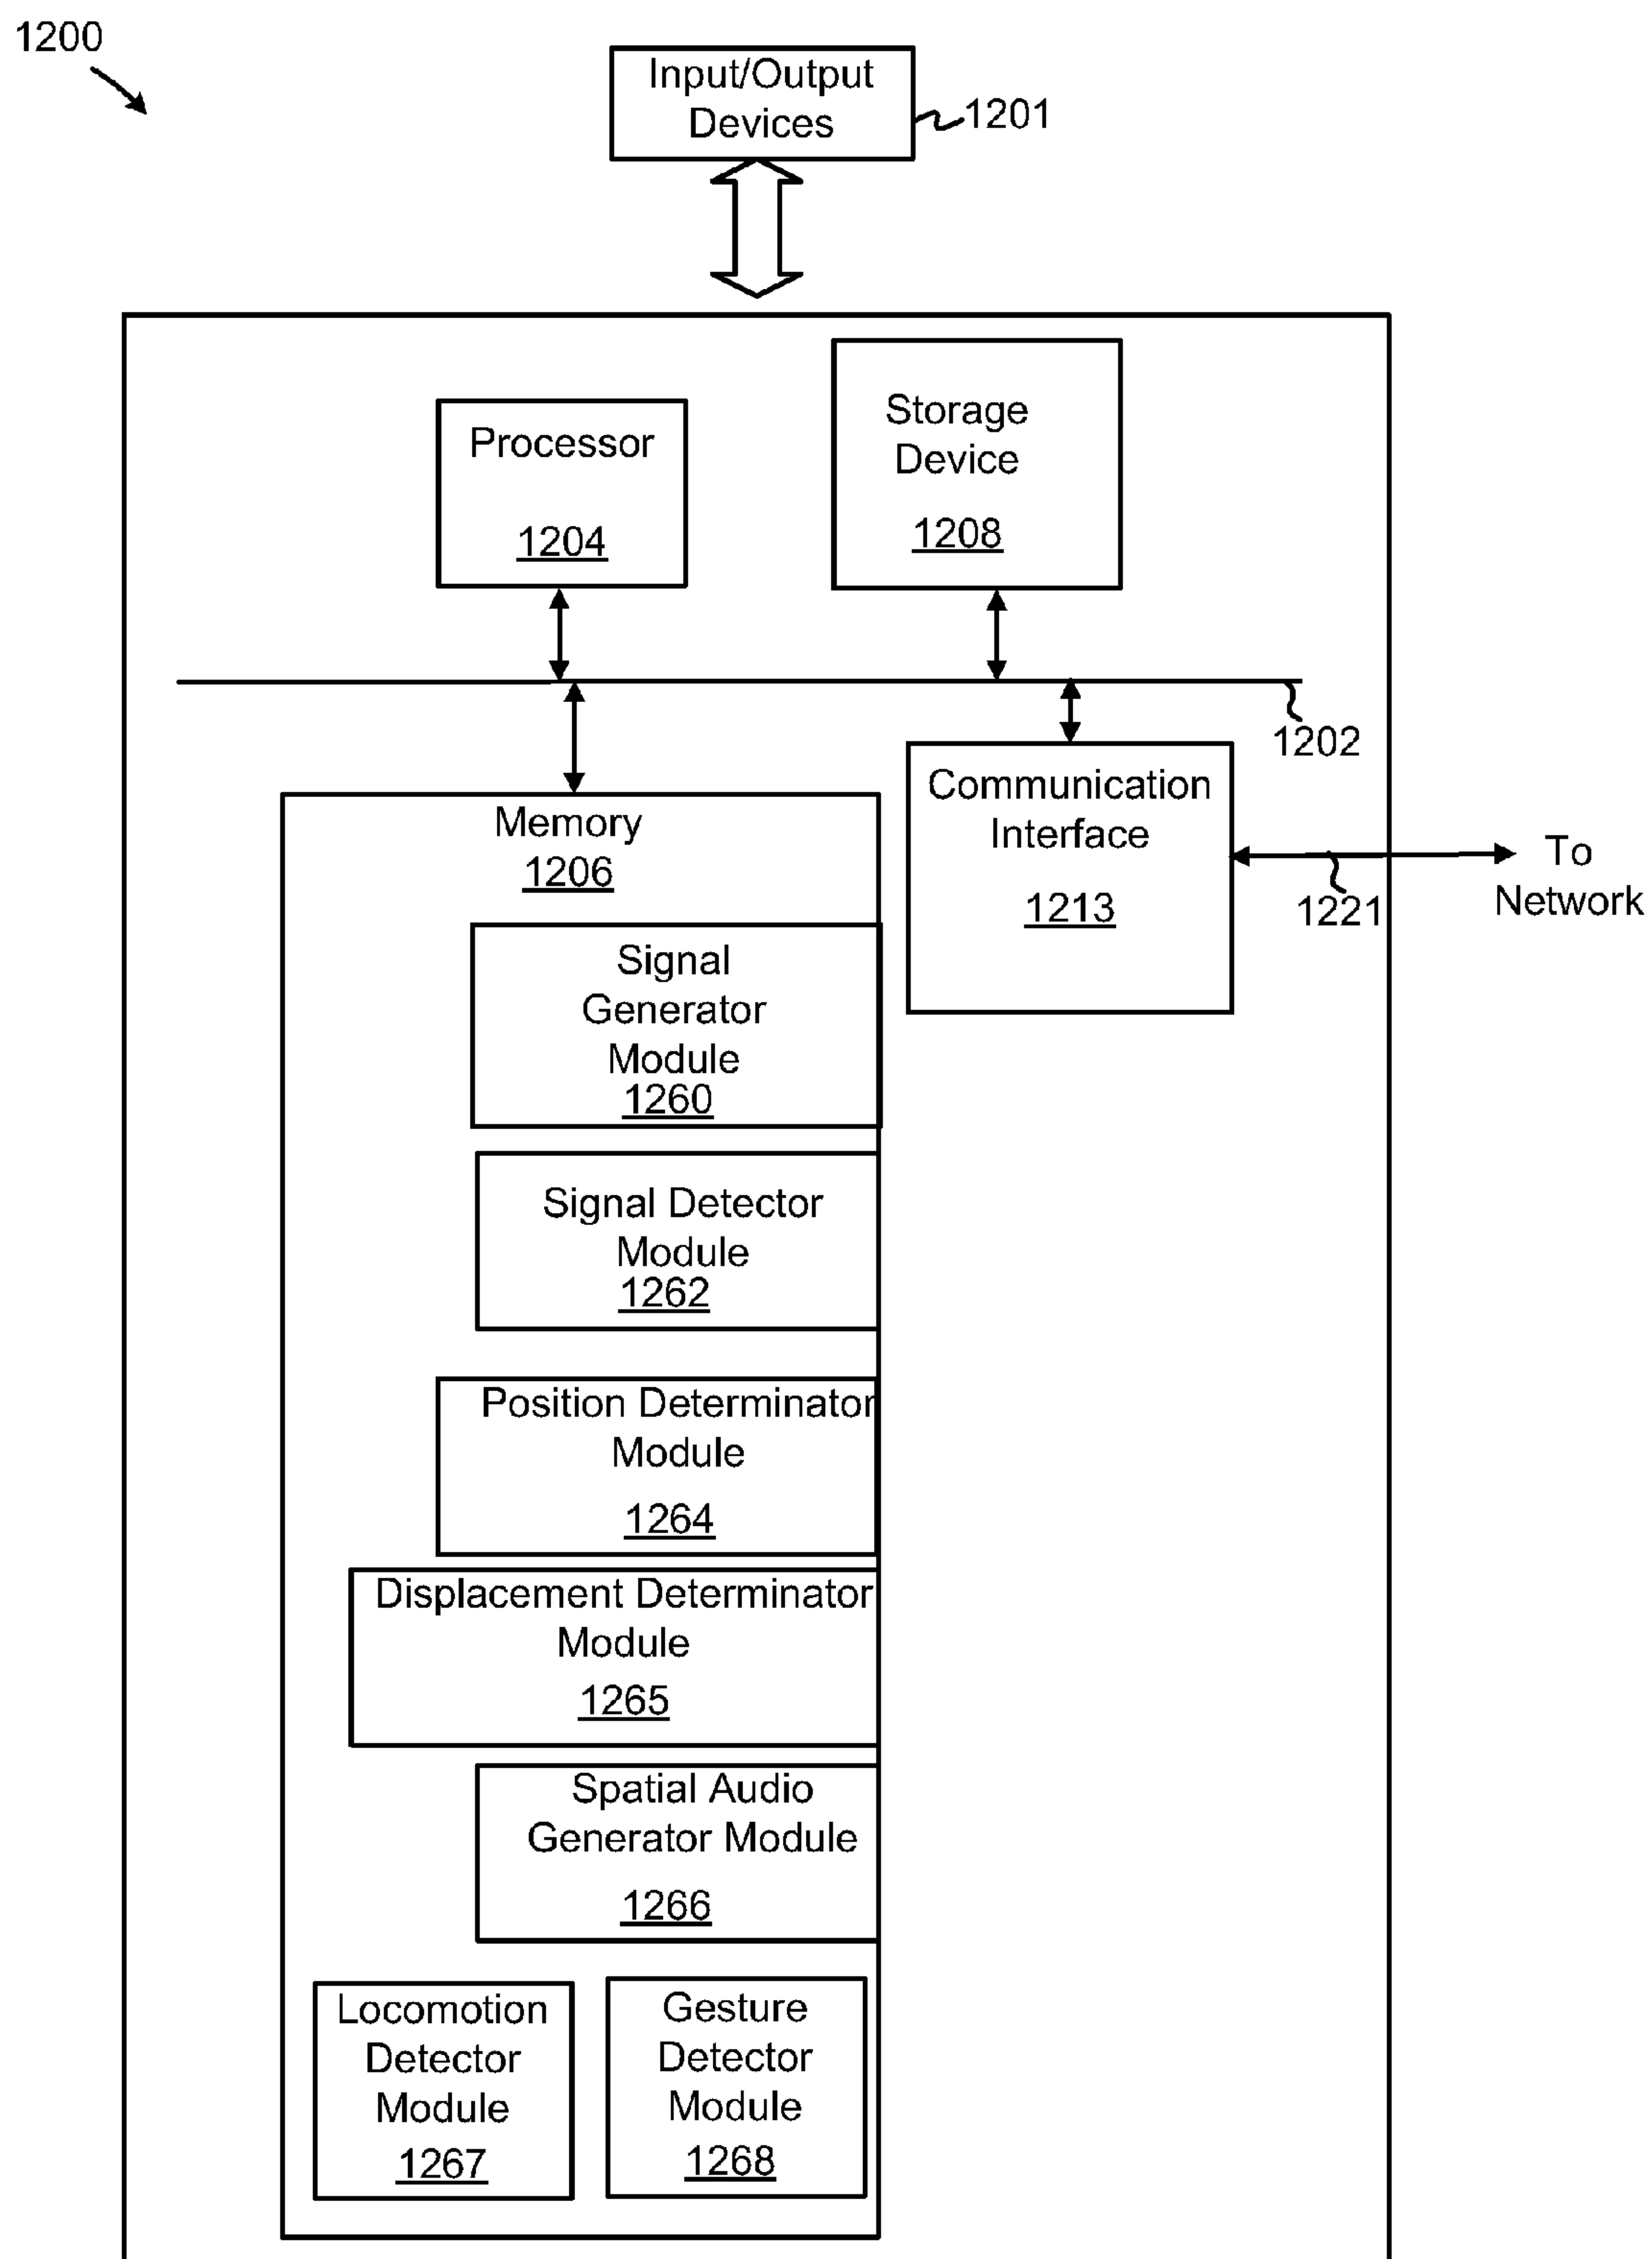 1200
Input/Output
Devices
1201
Processor
1204
Storage
Device
1208
1202
Memory
1206
Communication
Interface
1213
1221
To
Network
Signal
Generator
Module
1260
Signal Detector
Module
1262
Position Determinator
Module
1264
Displacement Determinator
Module
1265
Spatial Audio
Generator Module
1266
Locomotion
Detector
Module
1267
Gesture
Detector
Module
1268